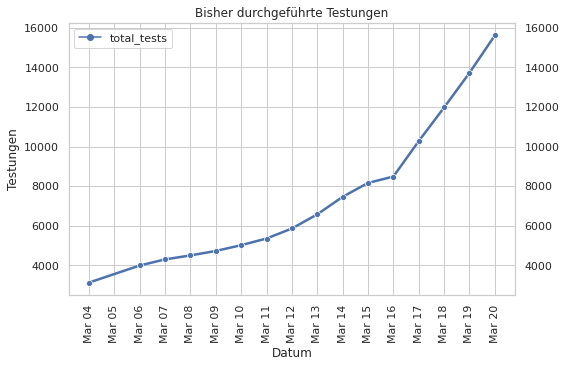 Bisher durchgeführte Testungen
total_tests
Testungen
16000
14000
12000
10000
8000
6000
4000
16000
14000
12000
10000
8000
6000
4000
Mar 04
Mar 05
Mar 06
Mar 07
Mar 08
Mar 09
Mar 10
Mar 11
Mar 12
Mar 13
Mar 14
Mar 15
Mar 16
Mar 17
Mar 18
Mar 19
Mar 20
Datum